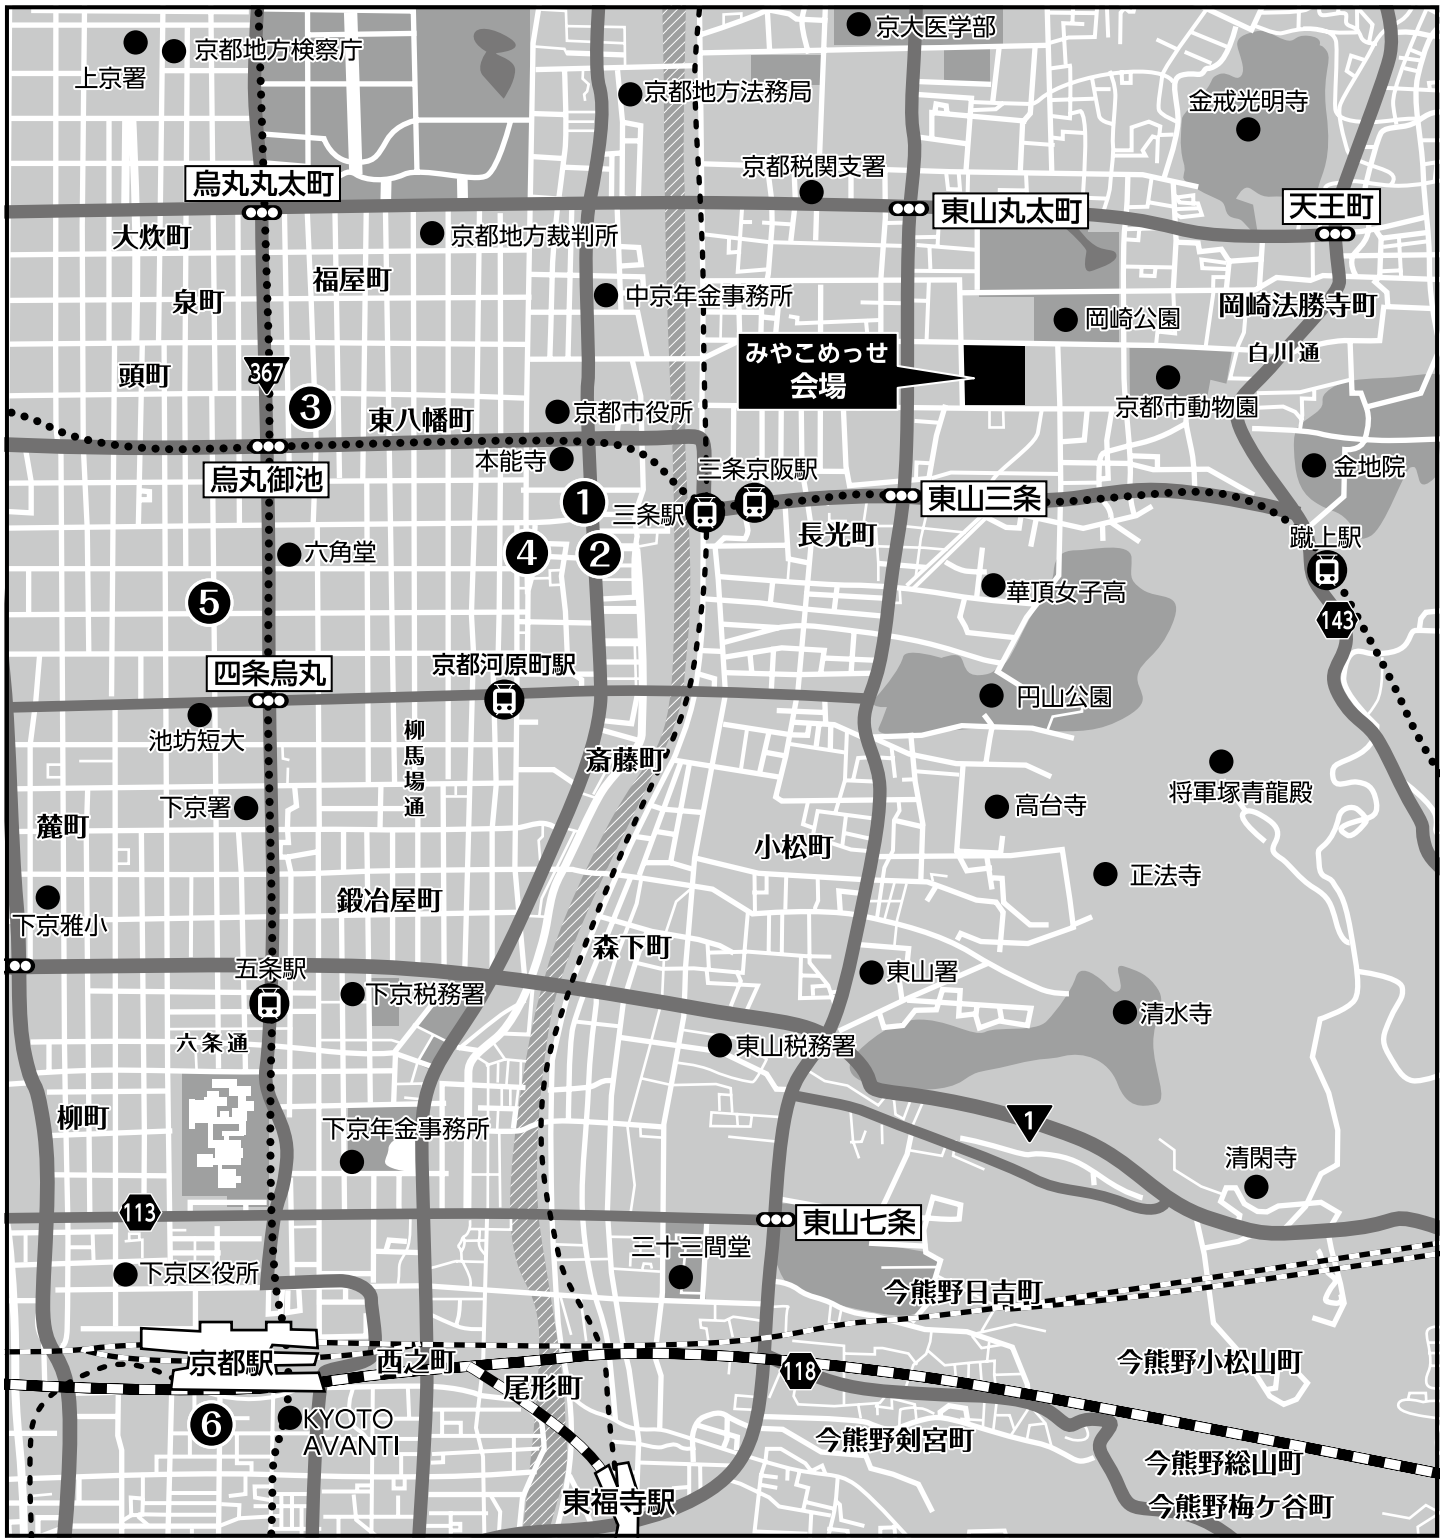 京都地方検察庁
上京署
京大医学部
京都地方法務局
金戒光明寺
京都税関支署
烏丸丸太町
東山丸太町
天王町
大炊町
京都地方裁判所
福屋町
泉町
中京年金事務所
岡崎公園
岡崎法勝寺町
みやこめっせ
会場
白川通
頭町
367
3
東八幡町
京都市役所
京都市動物園
本能寺
三条京阪駅
金地院
烏丸御池
1
三条駅
東山三条
長光町
蹴上駅
六角堂
4
2
華頂女子高
5
143
四条烏丸
京都河原町駅
円山公園
池坊短大
柳馬場通
斎藤町
将軍塚青龍殿
下京署
高台寺
麓町
小松町
正法寺
鍛冶屋町
下京雅小
森下町
五条駅
東山署
下京税務署
清水寺
六条通
東山税務署
柳町
下京年金事務所
1
清閑寺
113
東山七条
三十三間堂
下京区役所
今熊野日吉町
京都駅
西之町
118
今熊野小松山町
尾形町
6
KYOTO
AVANTI
今熊野剣宮町
今熊野総山町
東福寺駅
今熊野梅ケ谷町